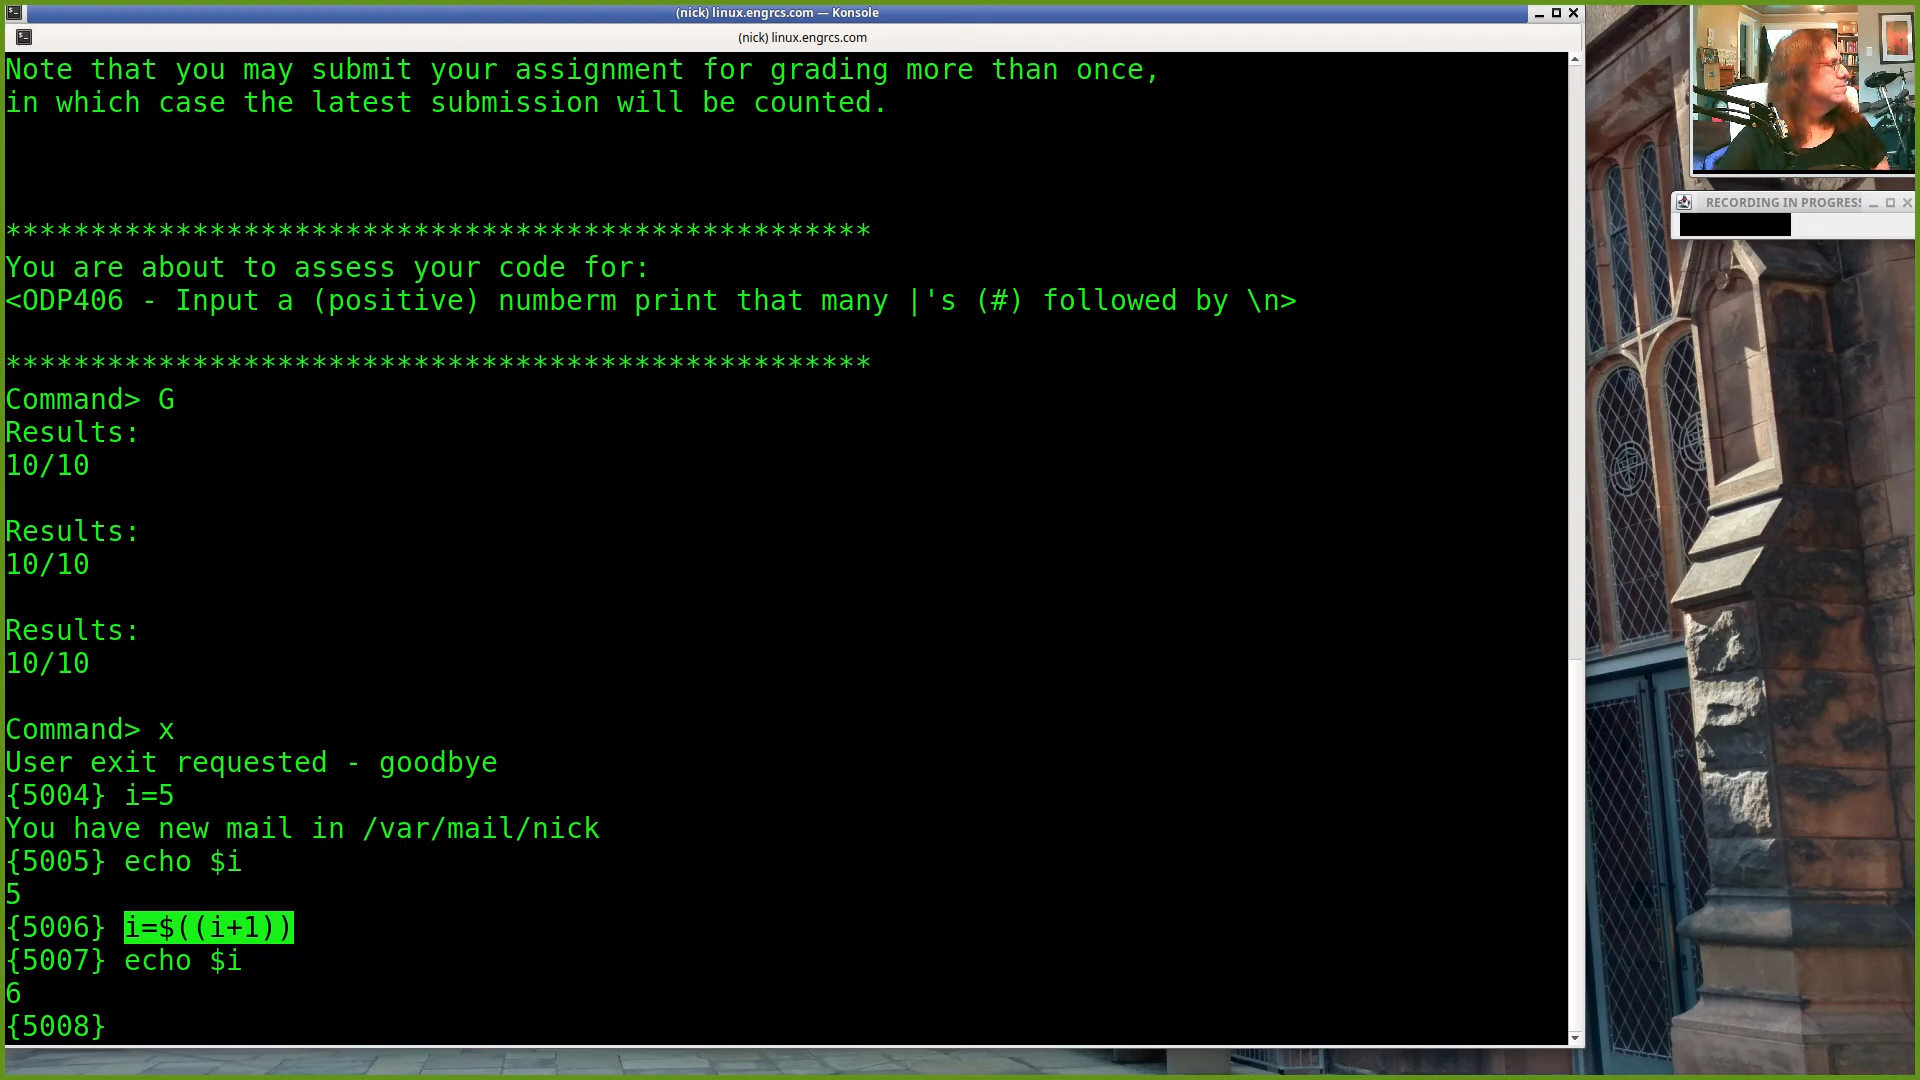 (nick) linux.engrcs.com — Konsole
(nick) linux.engrcs.com
Note that you may submit your assignment for grading more than once,
in which case the latest submission will be counted.
***************************************************
You are about to assess your code for:
<ODP406 - Input a (positive) numberm print that many |'s (#) followed by \n>
***************************************************
Command> G
Results:
10/10
Results:
10/10
Results:
10/10
Command> x
User exit requested - goodbye
{5004} i=5
You have new mail in /var/mail/nick
{5005} echo $i
5
{5006} i=$((i+1))
{5007} echo $i
6
{5008}
RECORDING IN PROGRESS